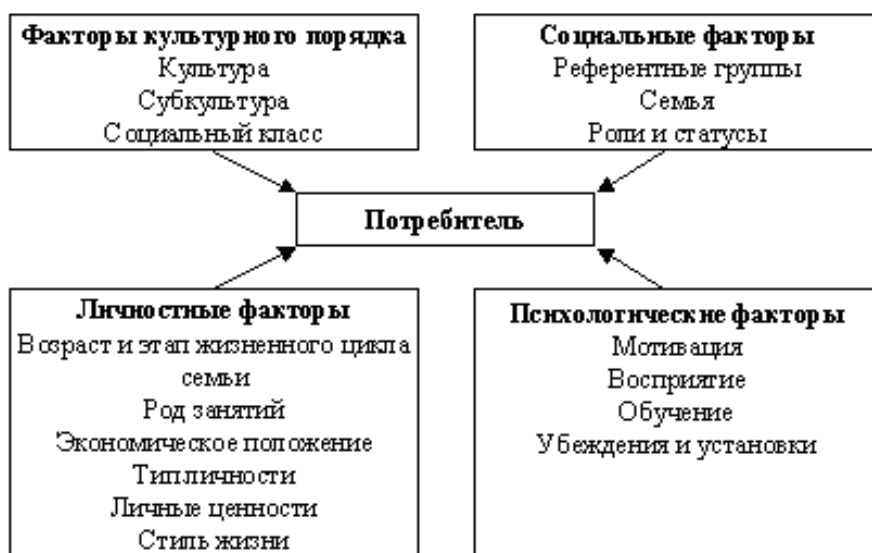 Факторы культурного порядка
Культура
Субкультура
Социальный класс
Социальные факторы
Референтные группы
Семья
Роли и статусы
Потребитель
Личностные факторы
Возраст и этап жизненного цикла
семьи
Род занятий
Экономическое положение
Тип личности
Личные ценности
Стиль жизни
Психологические факторы
Мотивация
Восприятие
Обучение
Убеждения и установки